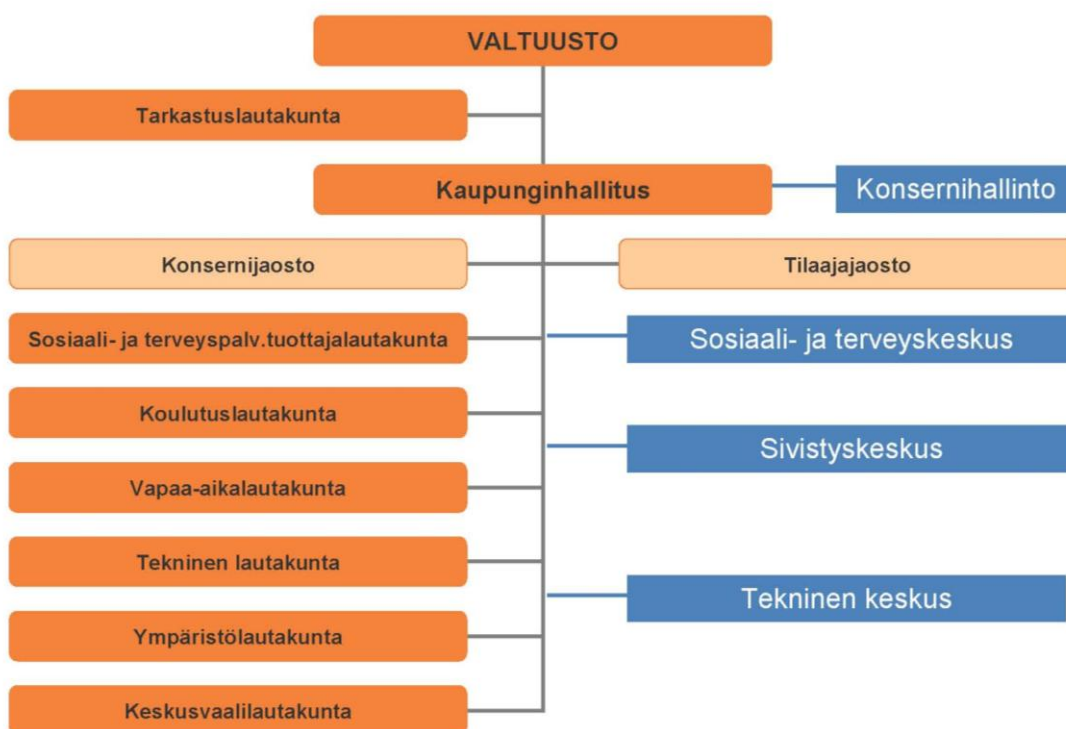 VALTUUSTO
Tarkastuslautakunta
Kaupunginhallitus
Konsernihallinto
Konsernijaosto
Tilaajajaosto
Sosiaali- ja terveyspalv.tuottajalautakunta
Sosiaali- ja terveyskeskus
Koulutuslautakunta
Sivistyskeskus
Vapaa-aikalautakunta
Tekninen lautakunta
Tekninen keskus
Ympäristölautakunta
Keskusvaalilautakunta